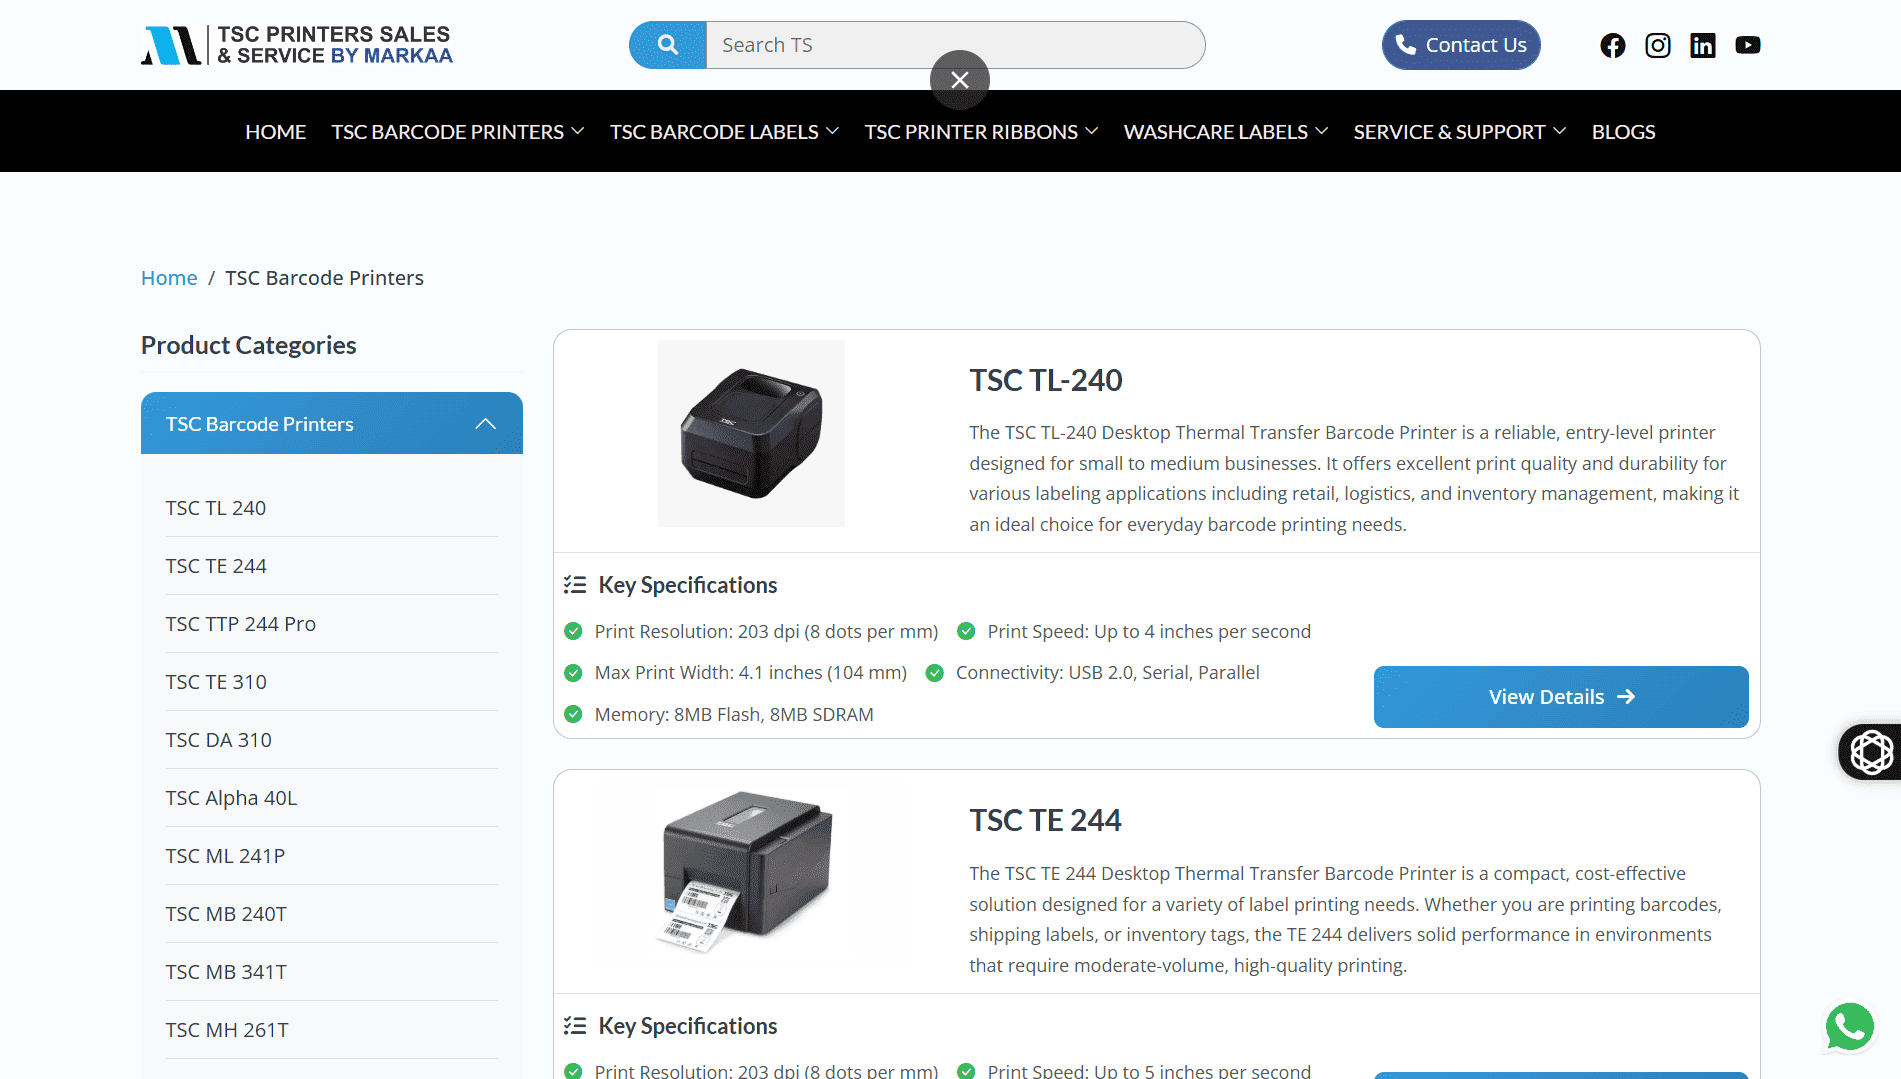 TSC PRINTERS SALES
& SERVICE BY MARKAA
Search TS
Contact Us
HOME
TSC BARCODE PRINTERS
TSC BARCODE LABELS
TSC PRINTER RIBBONS
WASHCARE LABELS
SERVICE & SUPPORT
BLOGS
Home / TSC Barcode Printers
Product Categories
TSC Barcode Printers
TSC TL 240
TSC TE 244
TSC TTP 244 Pro
TSC TE 310
TSC DA 310
TSC Alpha 40L
TSC ML 241P
TSC MB 240T
TSC MB 341T
TSC MH 261T
TSC TL-240
The TSC TL-240 Desktop Thermal Transfer Barcode Printer is a reliable, entry-level printer
designed for small to medium businesses. It offers excellent print quality and durability for
various labeling applications including retail, logistics, and inventory management, making it
an ideal choice for everyday barcode printing needs.
Key Specifications
Print Resolution: 203 dpi (8 dots per mm)
Print Speed: Up to 4 inches per second
Max Print Width: 4.1 inches (104 mm)
Connectivity: USB 2.0, Serial, Parallel
Memory: 8MB Flash, 8MB SDRAM
View Details
TSC TE 244
The TSC TE 244 Desktop Thermal Transfer Barcode Printer is a compact, cost-effective
solution designed for a variety of label printing needs. Whether you are printing barcodes,
shipping labels, or inventory tags, the TE 244 delivers solid performance in environments
that require moderate-volume, high-quality printing.
Key Specifications
Print Resolution: 203 dpi (8 dots per mm)
Print Speed: Up to 5 inches per second